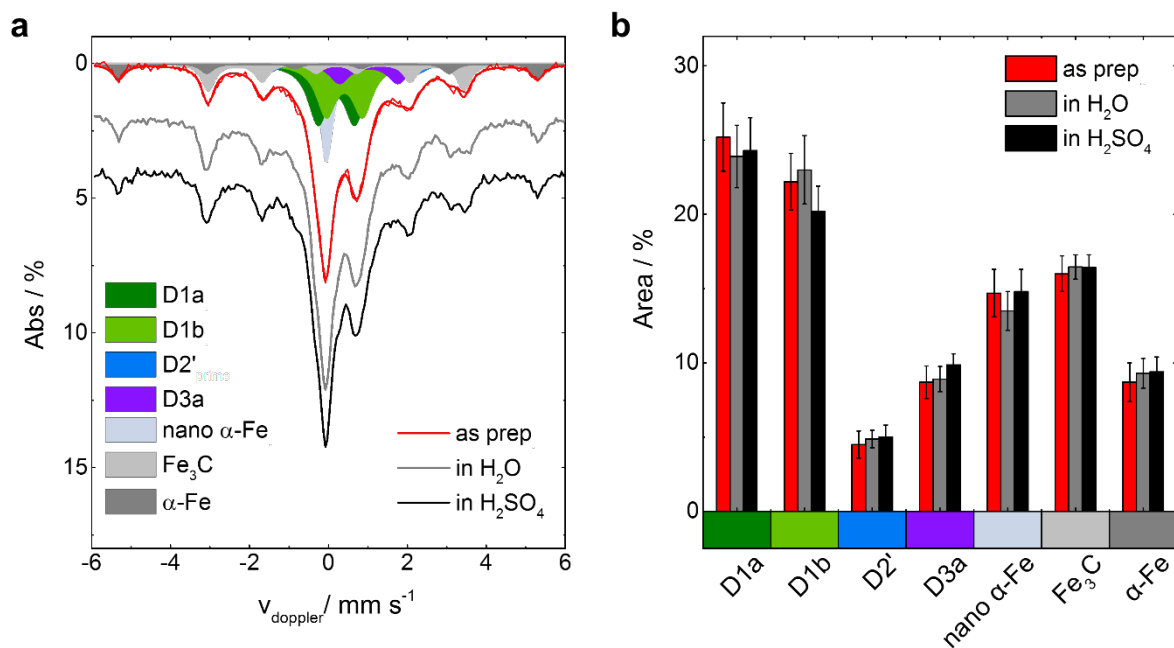 a
0
5
10
15
Abs / %
D1a
D1b
D2'
prime
D3a
nano α-Fe
Fe₃C
α-Fe
as prep
in H₂O
in H₂SO₄
-6 -4 -2 0 2 4 6
v_doppler/ mm s⁻¹
b
30
20
10
0
Area / %
as prep
in H₂O
in H₂SO₄
D1a
D1b
D2'
D3a
nano α-Fe
Fe₃C
α-Fe